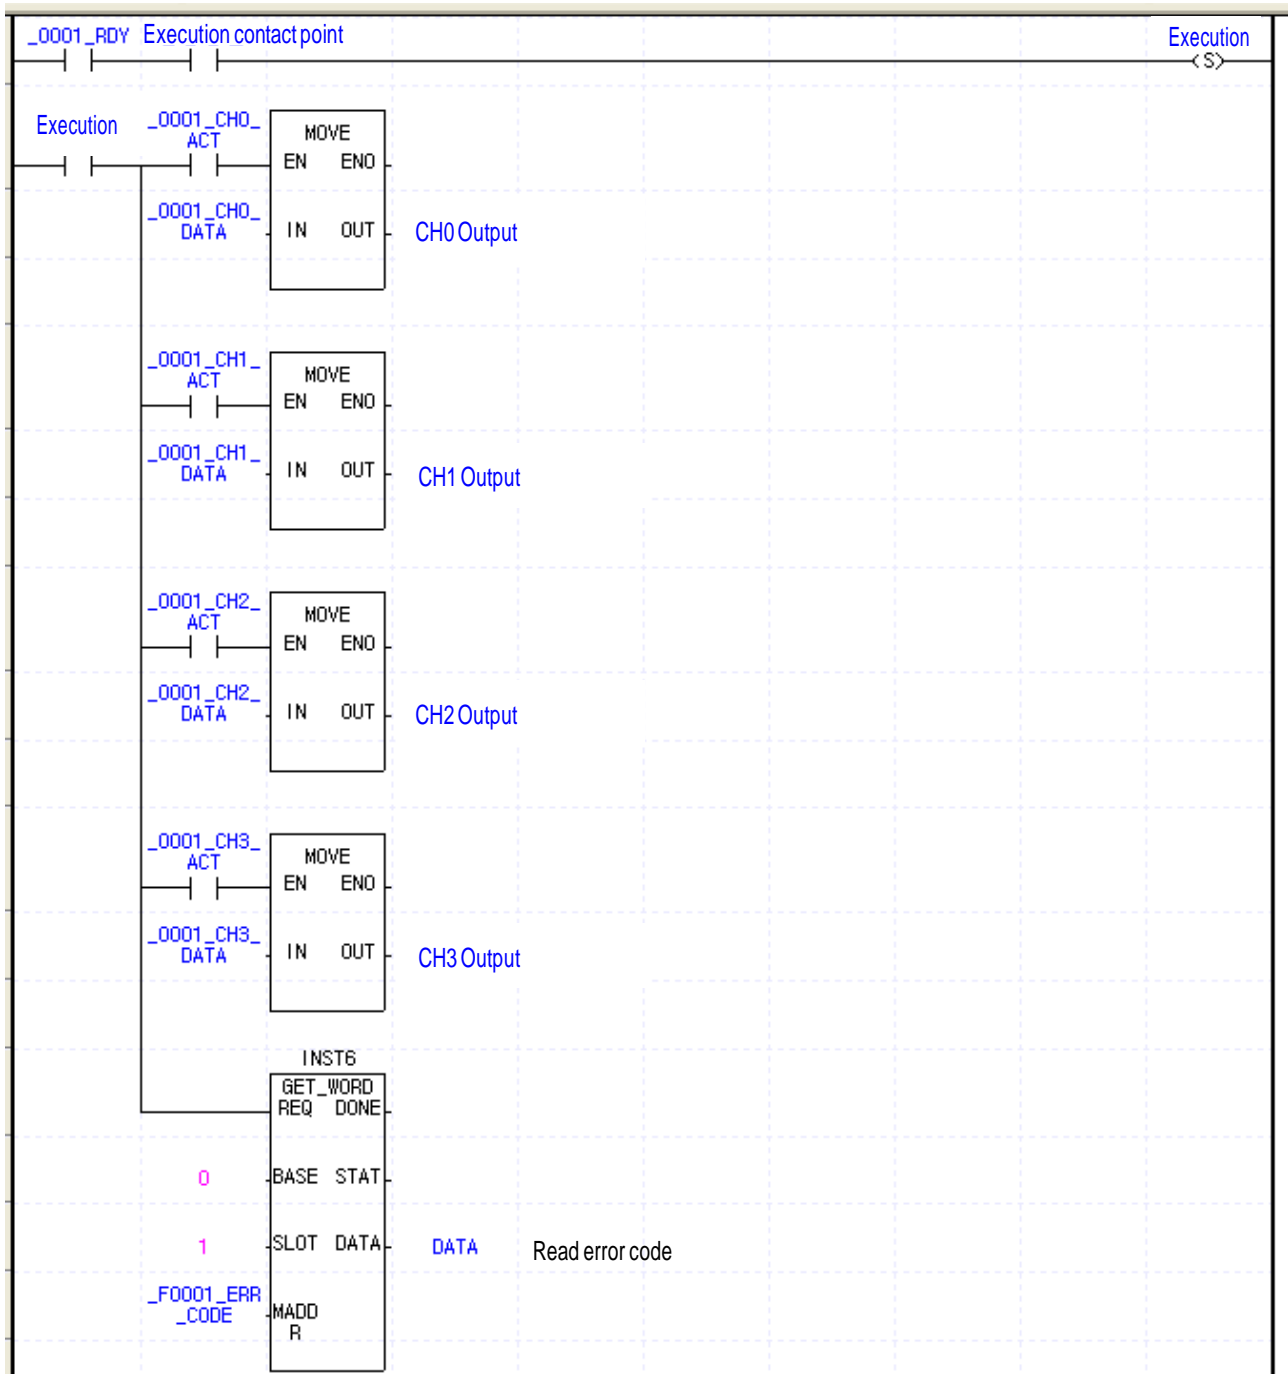 _0001_RDY Execution contact point Execution
(S)
Execution _0001_CH0_
ACT
MOVE
EN ENO
_0001_CH0_
DATA
IN OUT CH0 Output
_0001_CH1_
ACT
MOVE
EN ENO
_0001_CH1_
DATA
IN OUT CH1 Output
_0001_CH2_
ACT
MOVE
EN ENO
_0001_CH2_
DATA
IN OUT CH2 Output
_0001_CH3_
ACT
MOVE
EN ENO
_0001_CH3_
DATA
IN OUT CH3 Output
INST6
GET_WORD
REQ DONE
0 BASE STAT
1 SLOT DATA DATA Read error code
_F0001_ERR
_CODE
MADD
R